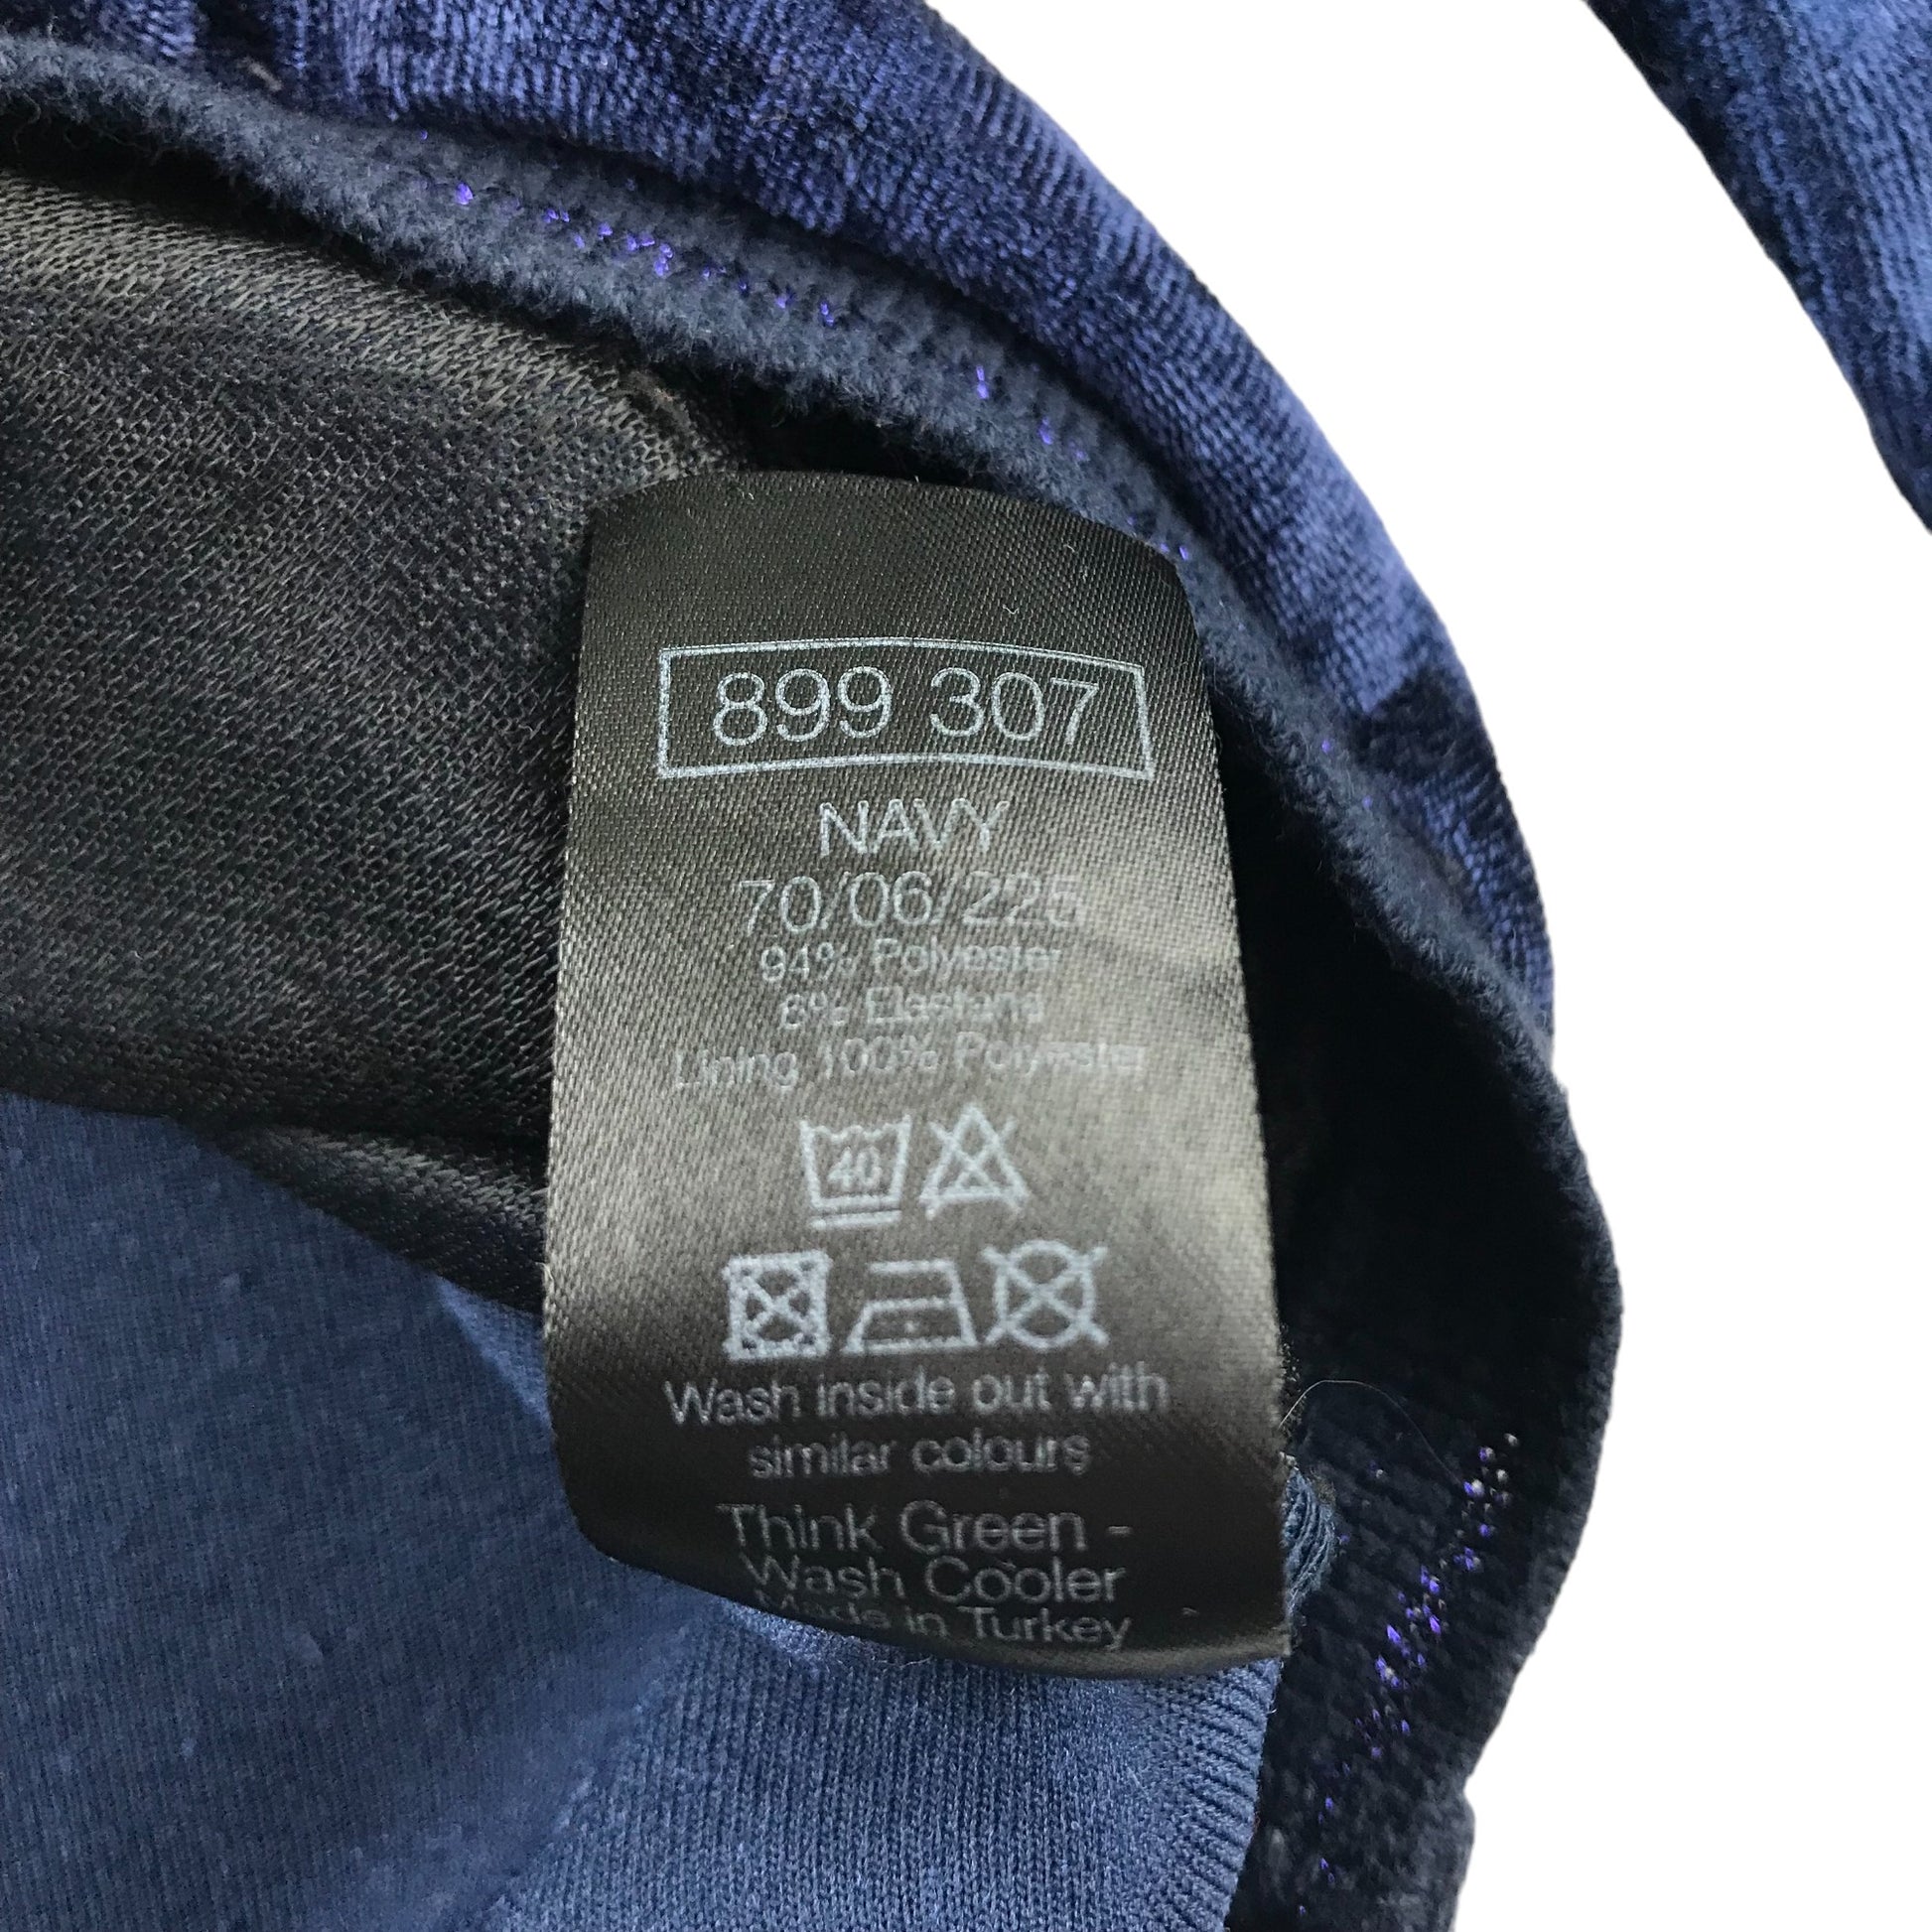 899 307
NAVY
70/06/225
94% Polyester
6% Elastane
Lining 100% Polyester
40
Wash inside out with
similar colours
Think Green -
Wash Cooler
Made in Turkey